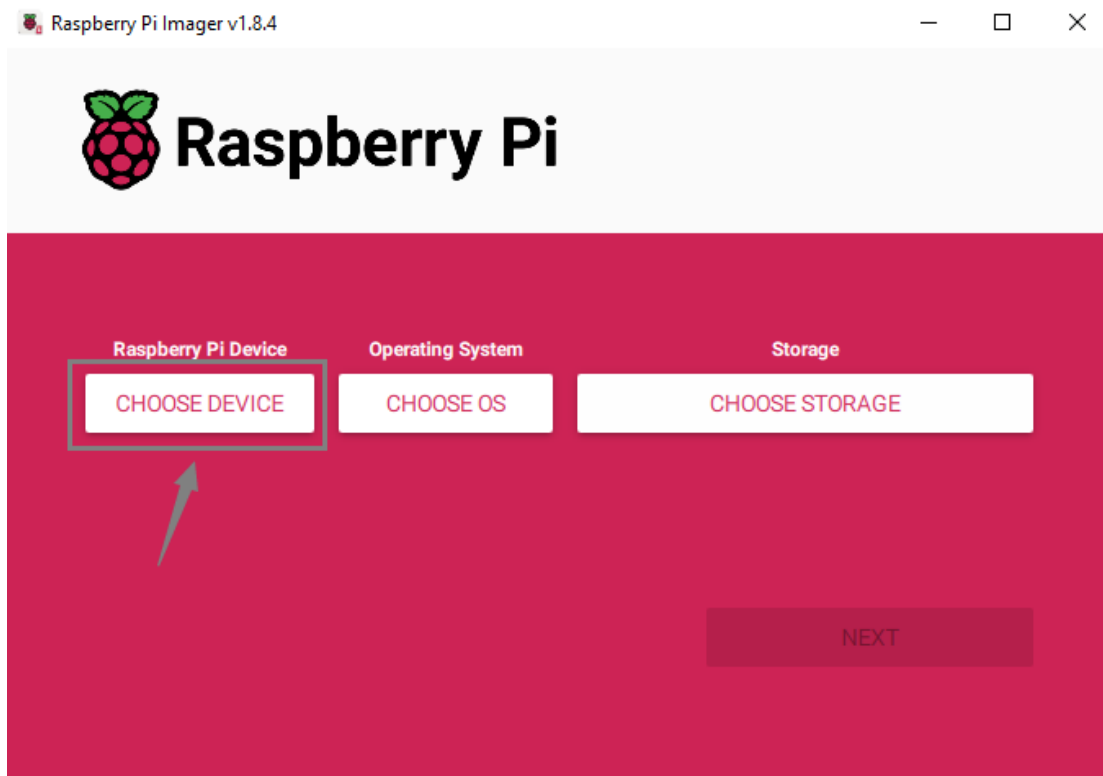 Raspberry Pi Imager v1.8.4
Raspberry Pi
Raspberry Pi Device
Operating System
Storage
CHOOSE DEVICE
CHOOSE OS
CHOOSE STORAGE
NEXT